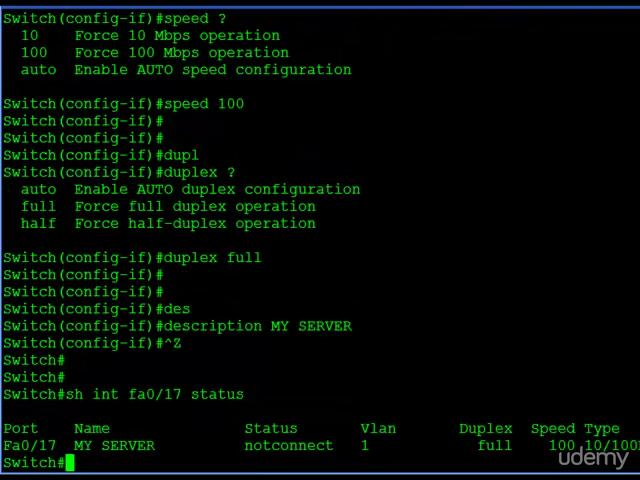 Switch(config-if)#speed ?
10 Force 10 Mbps operation
100 Force 100 Mbps operation
auto Enable AUTO speed configuration
Switch(config-if)#speed 100
Switch(config-if)#
Switch(config-if)#
Switch(config-if)#dupl
Switch(config-if)#duplex ?
auto Enable AUTO duplex configuration
full Force full duplex operation
half Force half-duplex operation
Switch(config-if)#duplex full
Switch(config-if)#
Switch(config-if)#
Switch(config-if)#des
Switch(config-if)#description MY SERVER
Switch(config-if)#^Z
Switch#
Switch#
Switch#sh int fa0/17 status
Port Name Status Vlan Duplex Speed Type
Fa0/17 MY SERVER notconnect 1 full 100 10/100
Switch#
udemy